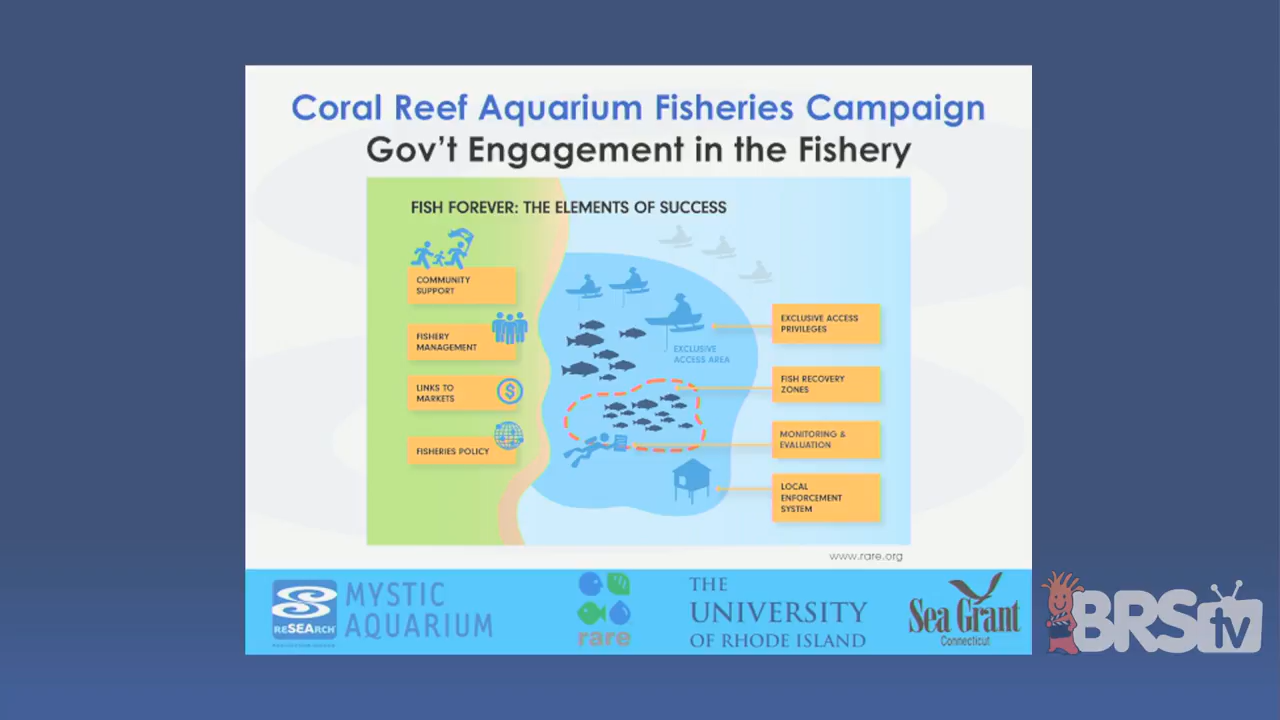 Coral Reef Aquarium Fisheries Campaign
Gov't Engagement in the Fishery
FISH FOREVER: THE ELEMENTS OF SUCCESS
COMMUNITY
SUPPORT
FISHERY
MANAGEMENT
LINKS TO
MARKETS
$
FISHERIES POLICY
EXCLUSIVE
ACCESS AREA
EXCLUSIVE ACCESS
PRIVILEGES
FISH RECOVERY
ZONES
MONITORING &
EVALUATION
LOCAL
ENFORCEMENT
SYSTEM
www.rare.org
reSEARCH
MYSTIC
AQUARIUM
rare
THE
UNIVERSITY
OF RHODE ISLAND
Sea Grant
Connecticut
BRS
tv